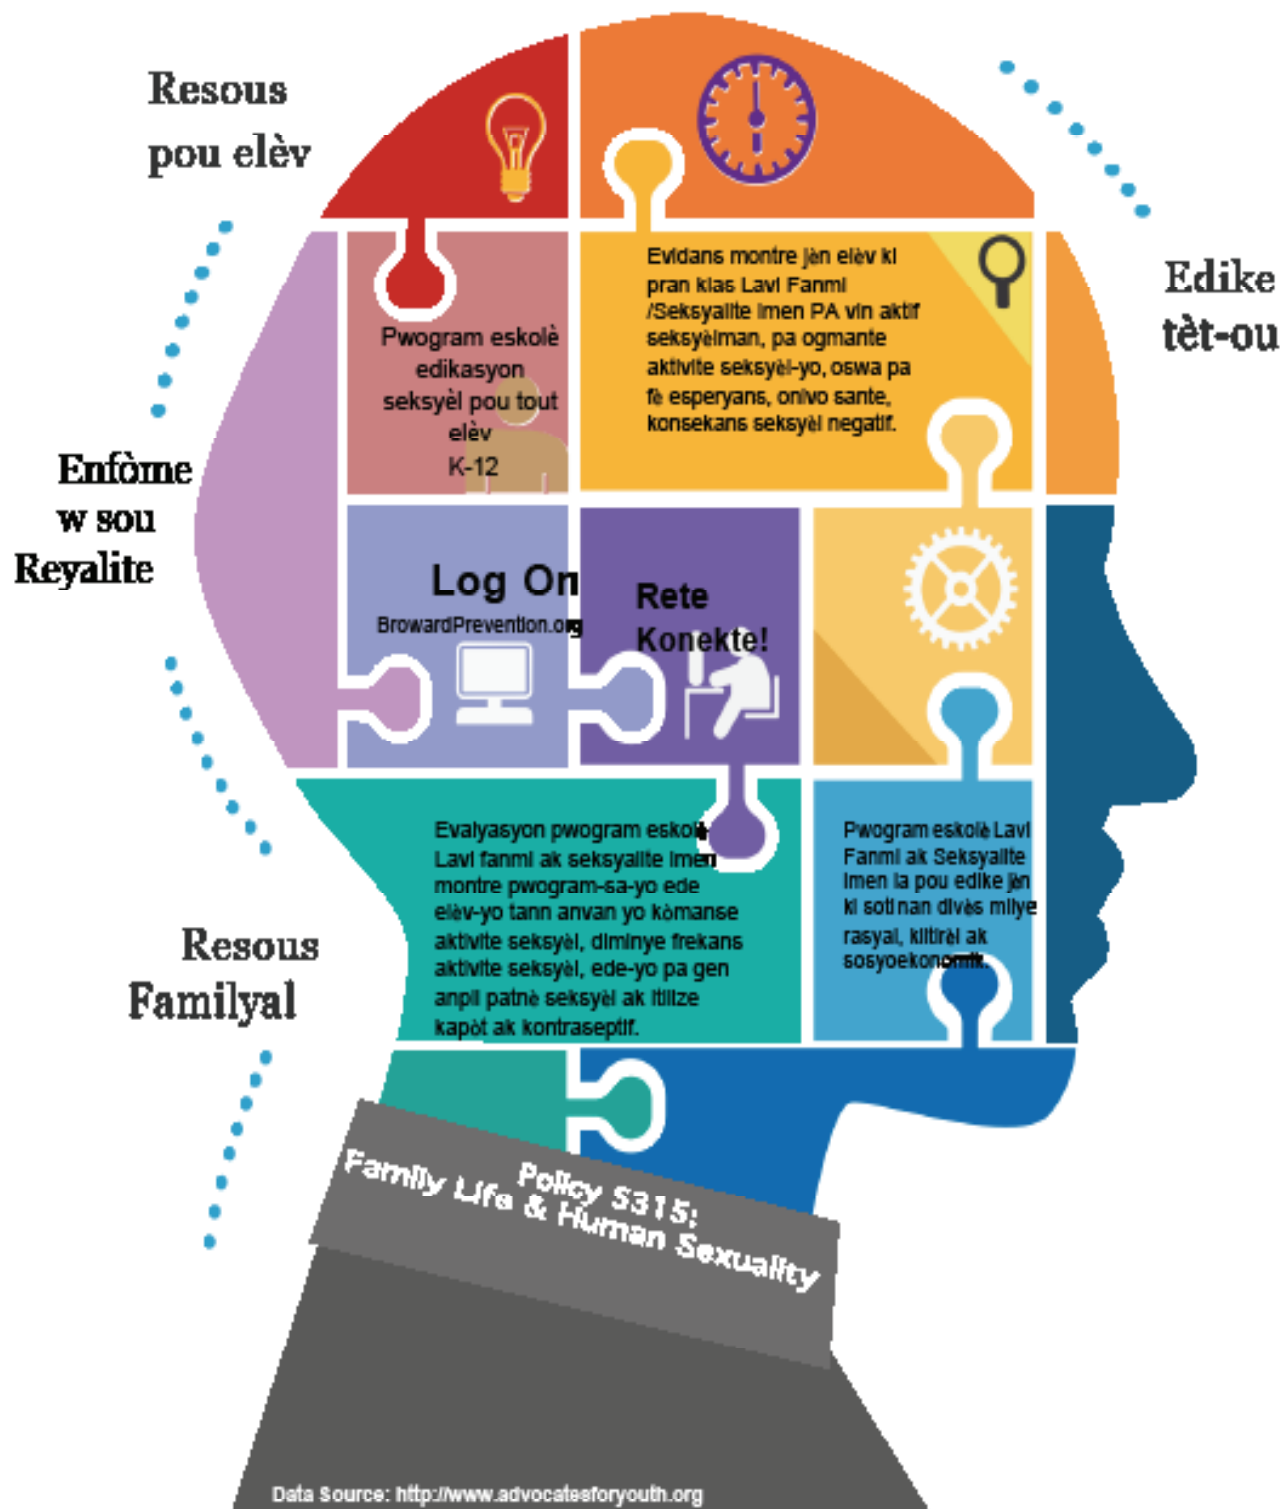 Resous
pou elèv
Edike
tèt-ou
Enfòme
w sou
Reyalite
Resous
Familyal
Pwogram eskolè
edikasyon
seksyèl pou tout
elèv
K-12
Evidans montre jèn elèv ki
pran klas Lavi Fanmi
/Seksyalite Imen PA vin aktif
seksyèlman, pa ogmante
aktivite seksyèl-yo, oswa pa
fè esperyans, onivo sante,
konsekans seksyèl negatif.
Log On
BrowardPrevention.org
Rete
Konekte!
Evalyasyon pwogram eskolè
Lavi fanmi ak seksyalite imen
montre pwogram-sa-yo ede
elèv-yo tann anvan yo kòmanse
aktivite seksyèl, diminye frekans
aktivite seksyèl, ede-yo pa gen
anpil patnè seksyèl ak itilize
kapòt ak kontraseptif.
Pwogram eskolè Lavi
Fanmi ak Seksyalite
Imen la pou edike jèn
ki soti nan divès milye
rasyal, kiltirèl ak
sosyoekonomik.
Policy 5315:
Family Life & Human Sexuality
Data Source: http://www.advocatesforyouth.org